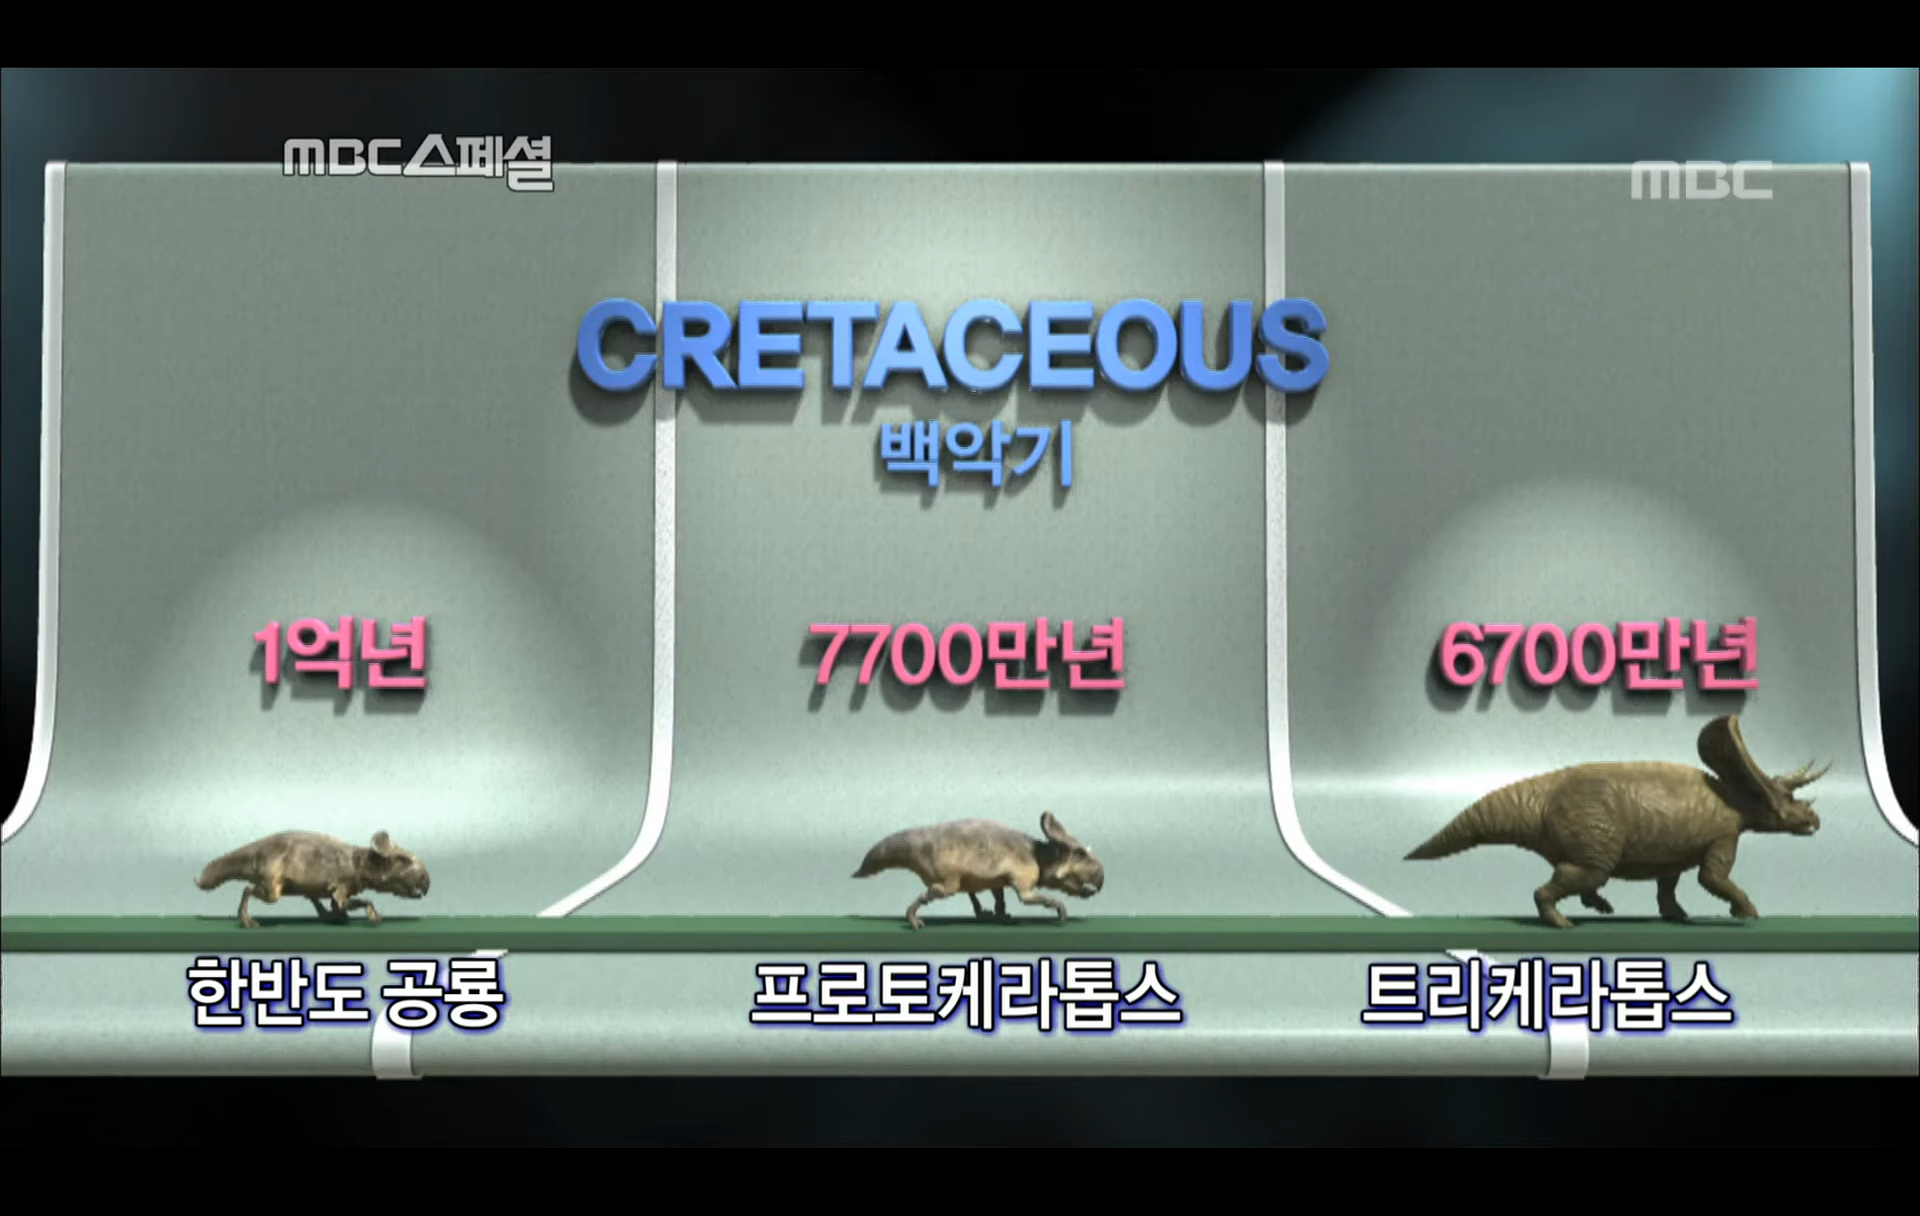 MBC스페셜
MBC
CRETACEOUS
백악기
1억년
7700만년
6700만년
한반도 공룡
프로토케라톱스
트리케라톱스